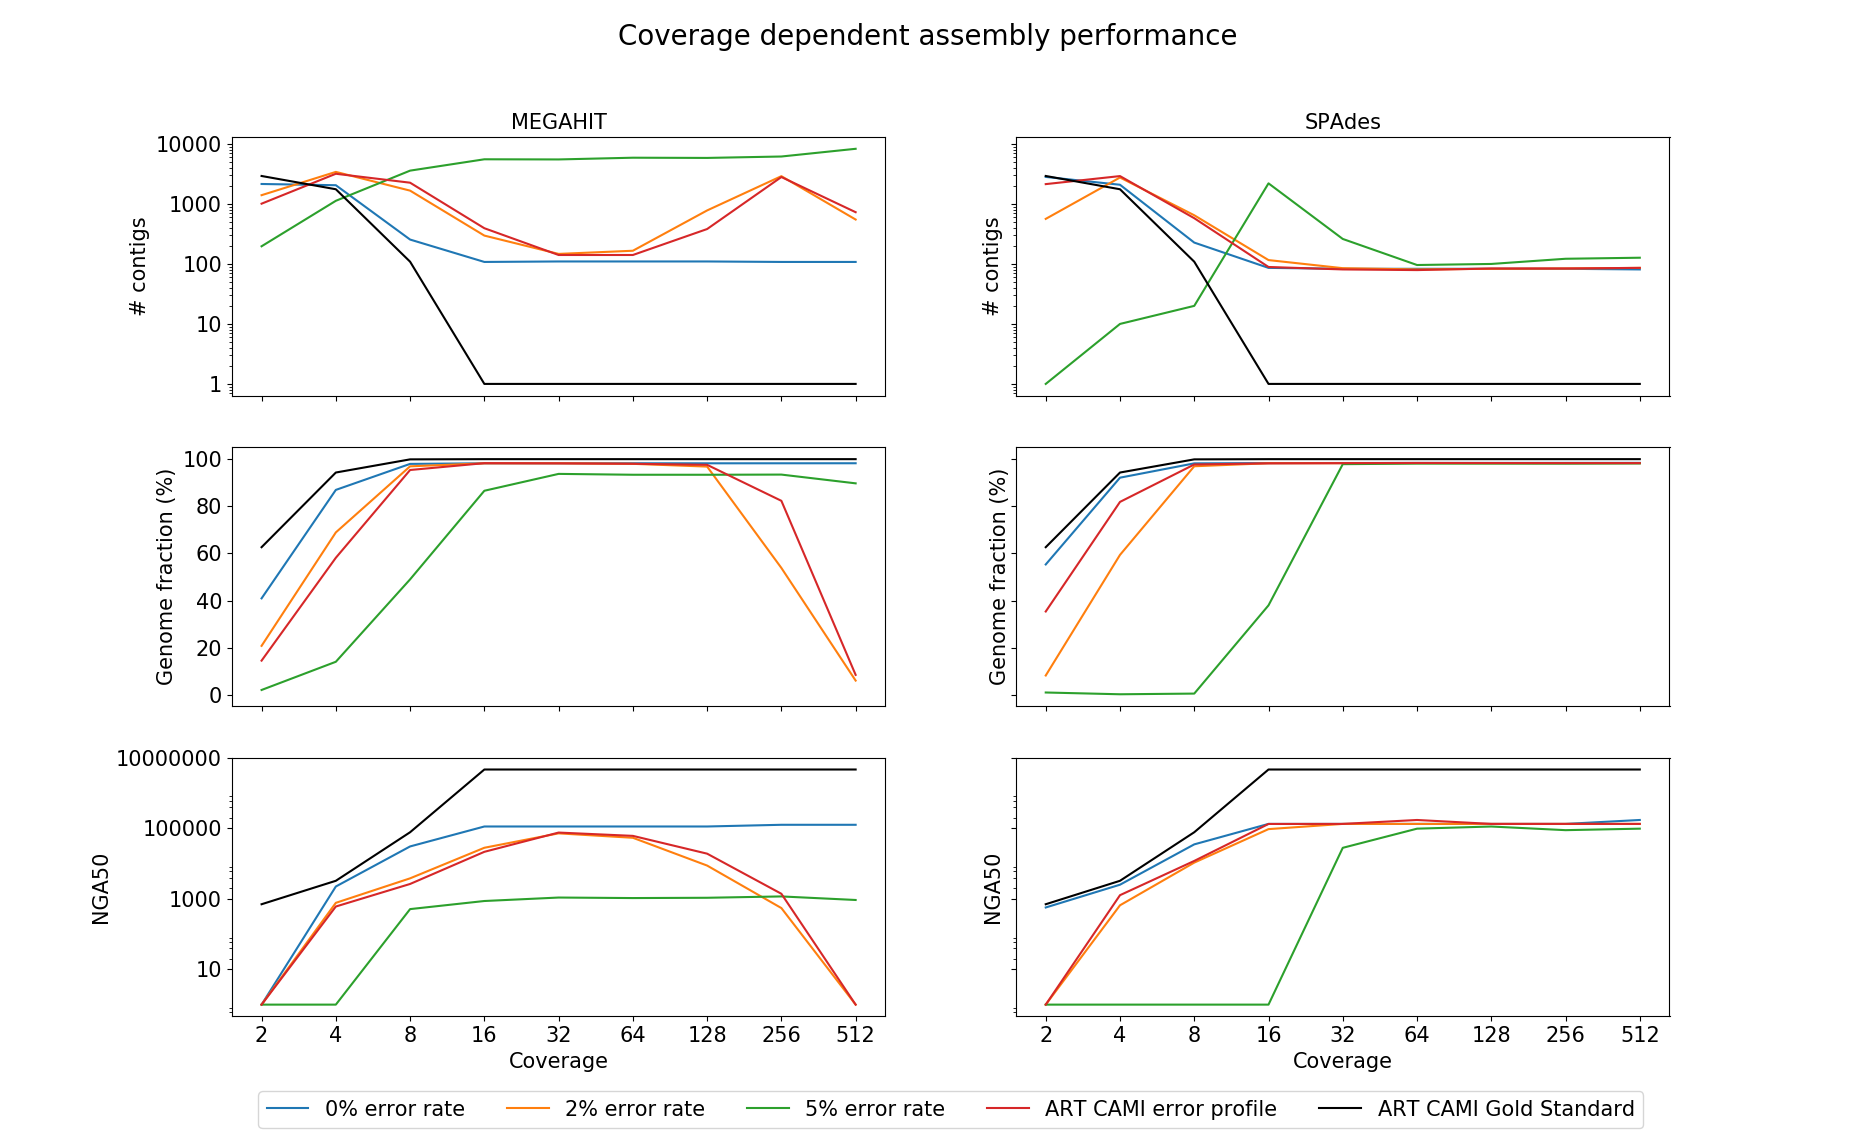 Coverage dependent assembly performance
MEGAHIT
SPAdes
10000
1000
100
10
1
# contigs
# contigs
100
80
60
40
20
0
Genome fraction (%)
Genome fraction (%)
10000000
100000
1000
10
NGA50
NGA50
2 4 8 16 32 64 128 256 512
2 4 8 16 32 64 128 256 512
Coverage
Coverage
0% error rate 2% error rate 5% error rate ART CAMI error profile ART CAMI Gold Standard